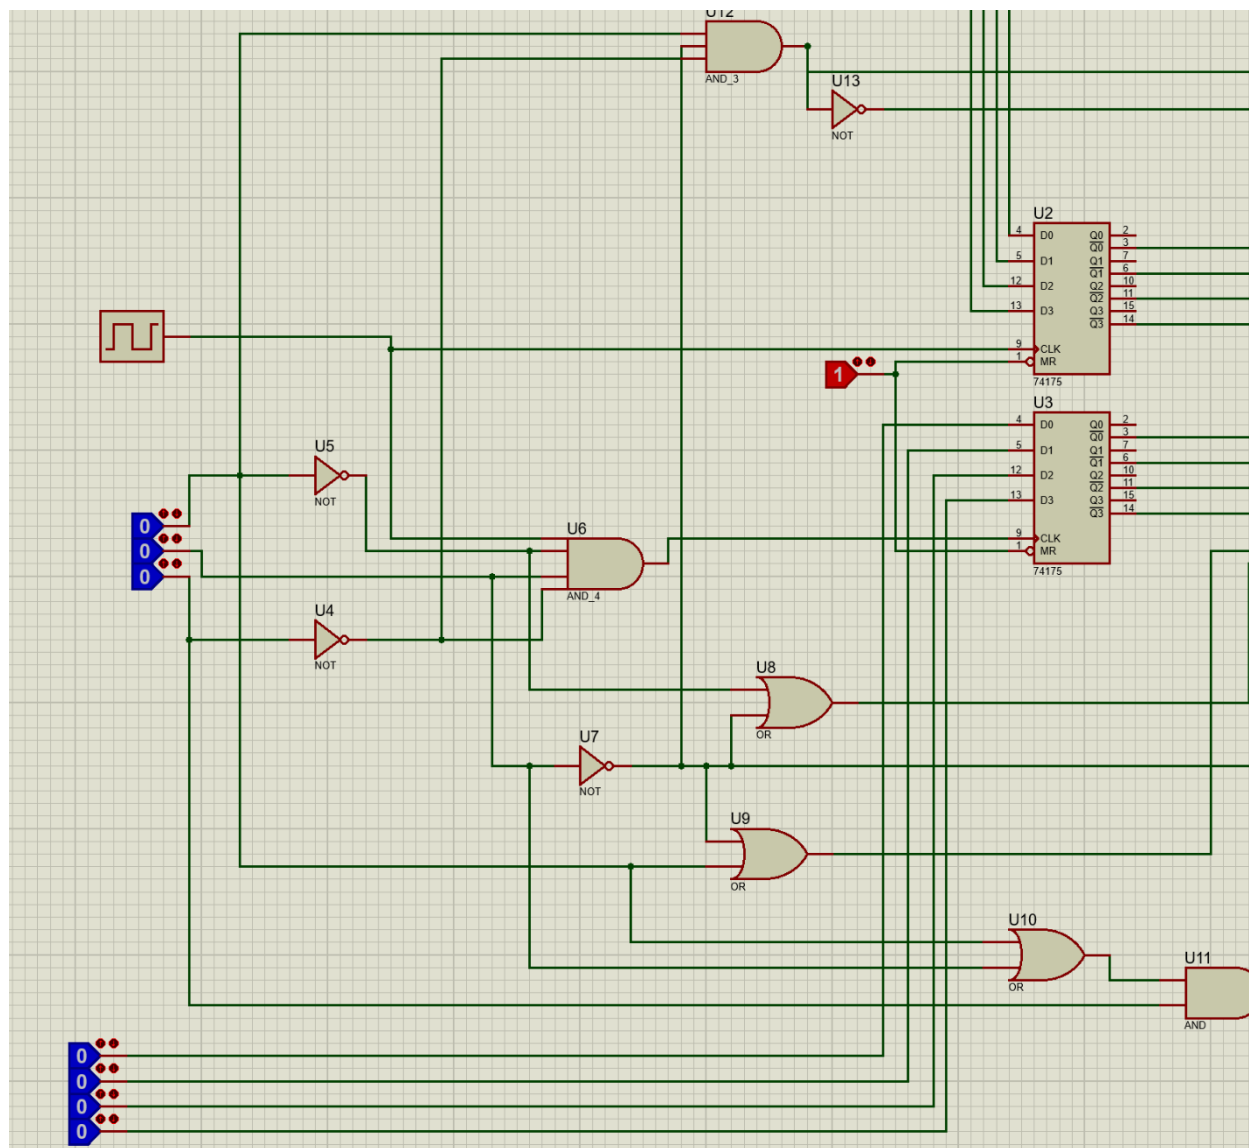 U12
AND_3
U13
NOT
U2
4 D0 Q0 2
Q0 3
5 D1 Q1 7
Q1 6
12 D2 Q2 10
Q2 11
13 D3 Q3 15
Q3 14
9 CLK
1 MR
74175
1
U3
4 D0 Q0 2
Q0 3
5 D1 Q1 7
Q1 6
12 D2 Q2 10
Q2 11
13 D3 Q3 15
Q3 14
9 CLK
1 MR
74175
U5
NOT
0
0
0
U6
AND_4
U4
NOT
U8
OR
U7
NOT
U9
OR
U10
OR
U11
AND
0
0
0
0